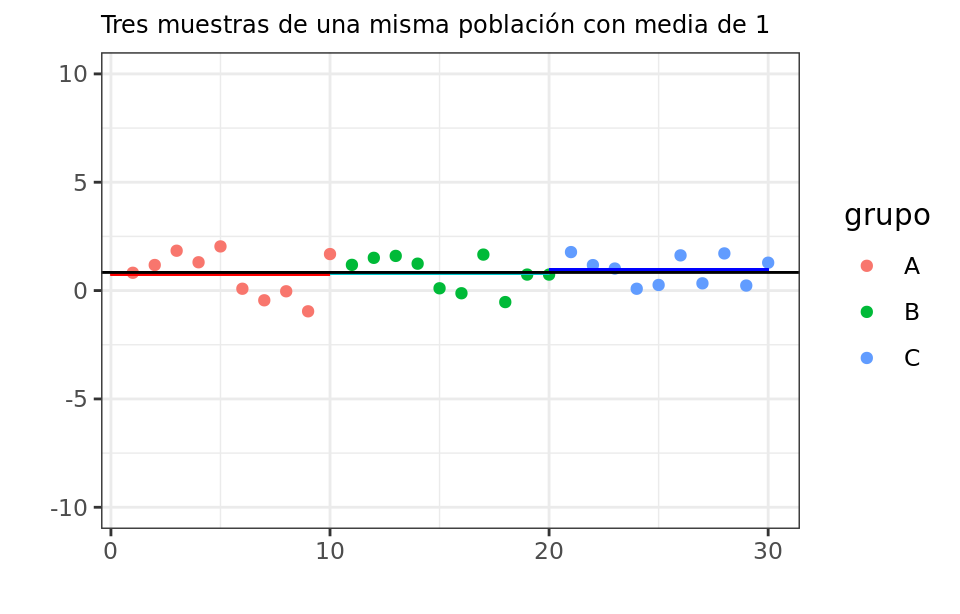 Tres muestras de una misma población con media de 1
10
5
0
-5
-10
0 10 20 30
grupo
A
B
C